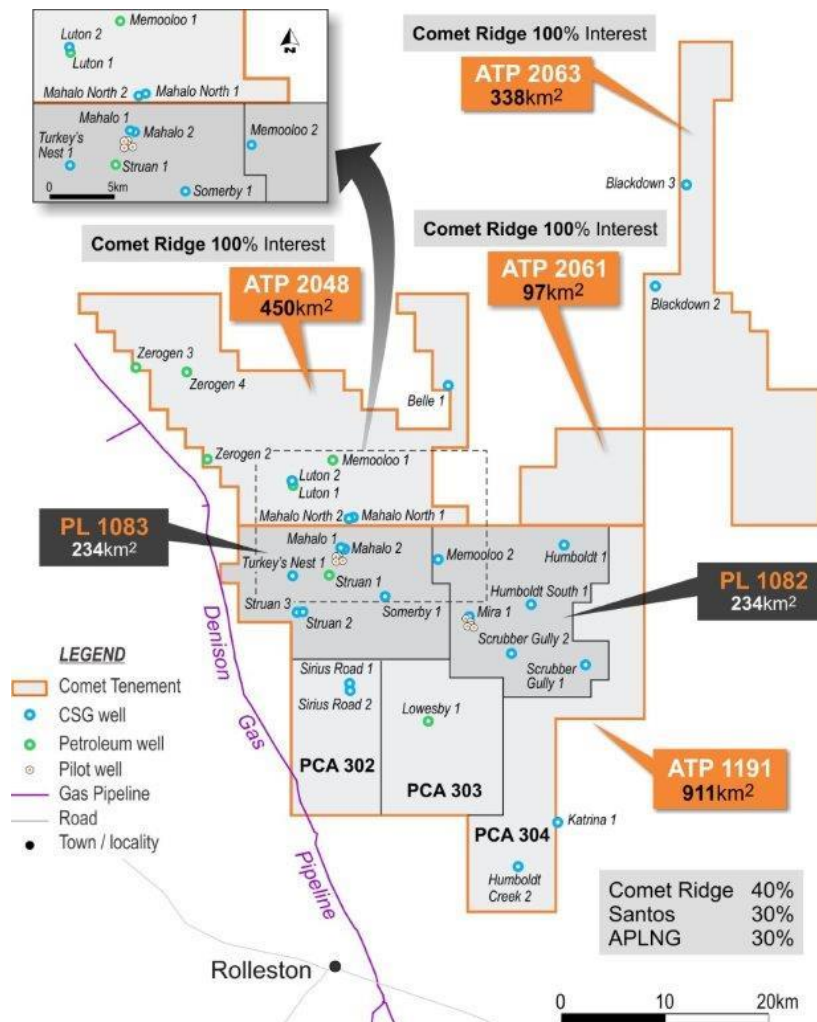 Memooloo 1
Luton 2
Luton 1
N
Mahalo North 2
Mahalo North 1
Mahalo 1
Mahalo 2
Turkey's
Nest 1
Memooloo 2
Struan 1
Somerby 1
0 5km
Comet Ridge 100% Interest
ATP 2063
338km²
Blackdown 3
Comet Ridge 100% Interest
ATP 2048
450km²
Comet Ridge 100% Interest
ATP 2061
97km²
Blackdown 2
Zerogen 3
Zerogen 4
Belle 1
Zerogen 2
Memooloo 1
Luton 2
Luton 1
Mahalo North 2
Mahalo North 1
PL 1083
234km²
Mahalo 1
Mahalo 2
Memooloo 2
Humboldt 1
Turkey's Nest 1
Struan 1
Humboldt South 1
PL 1082
234km²
Struan 3
Struan 2
Somerby 1
Mira 1
Scrubber Gully 2
Scrubber
Gully 1
Denison
Gas
Pipeline
Sirius Road 1
Sirius Road 2
Lowesby 1
PCA 302
PCA 303
ATP 1191
911km²
PCA 304
Katrina 1
Humboldt
Creek 2
LEGEND
Comet Tenement
CSG well
Petroleum well
Pilot well
Gas Pipeline
Road
Town / locality
Comet Ridge 40%
Santos 30%
APLNG 30%
Rolleston
0 10 20km